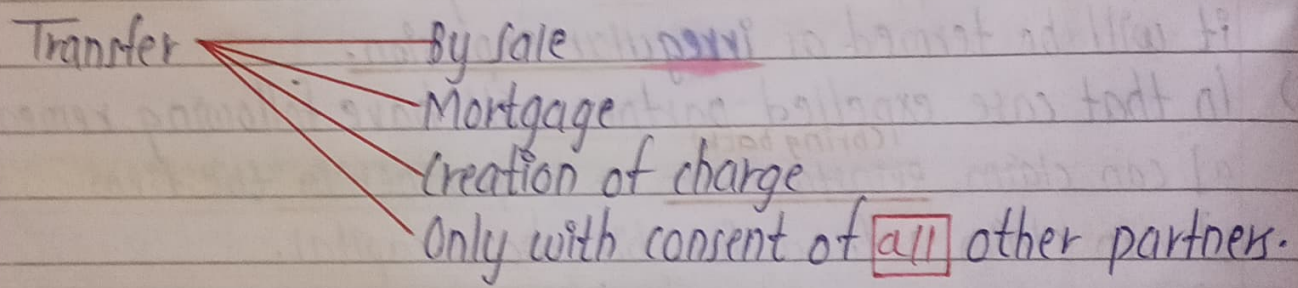 Transfer By sale
Mortgage
Creation of charge
Only with consent of all other partners.